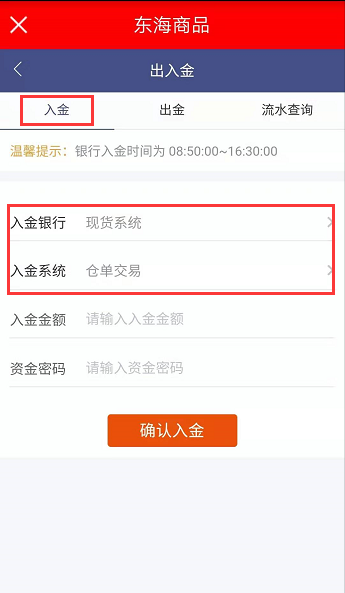 东海商品
出入金
入金 出金 流水查询
温馨提示：银行入金时间为 08:50:00~16:30:00
入金银行 现货系统
入金系统 仓单交易
入金金额 请输入入金金额
资金密码 请输入资金密码
确认入金